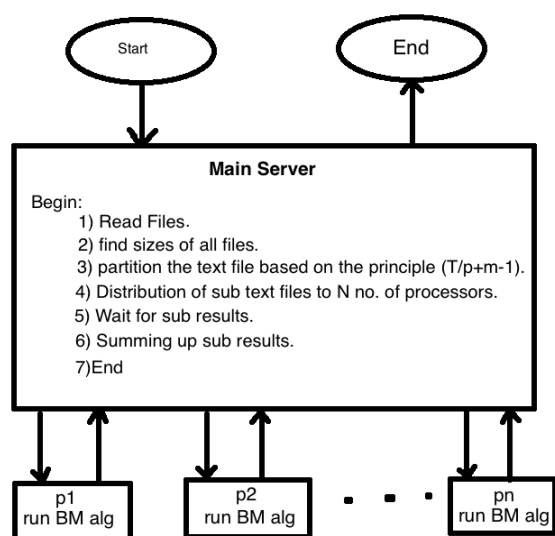 Start
End
Main Server
Begin:
1) Read Files.
2) find sizes of all files.
3) partition the text file based on the principle (T/p+m-1).
4) Distribution of sub text files to N no. of processors.
5) Wait for sub results.
6) Summing up sub results.
7)End
p1
run BM alg
p2
run BM alg
pn
run BM alg